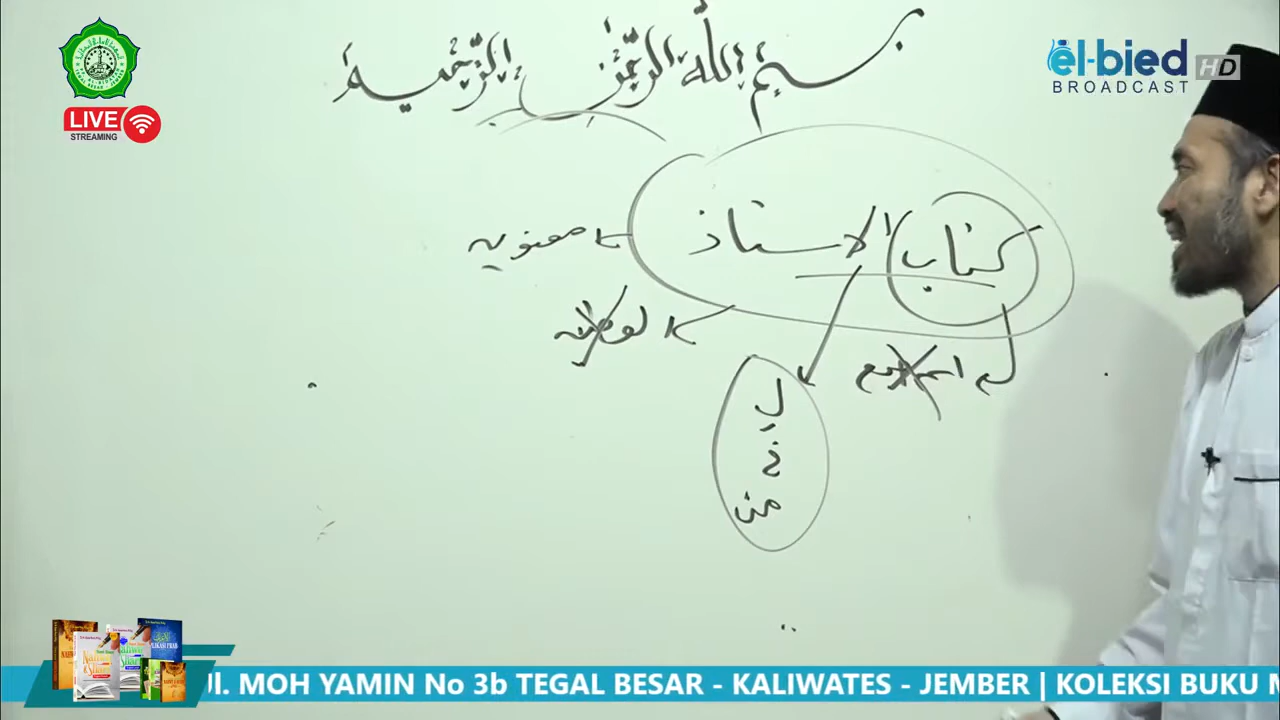 LIVE
STREAMING
el-bied HD
BROADCAST
بسم الله الرحمن الرحيم
كتاب الاستاذ
معنوية
لفظية
اسم
ل
في
من
Jl. MOH YAMIN No 3b TEGAL BESAR - KALIWATES - JEMBER | KOLEKSI BUKU M